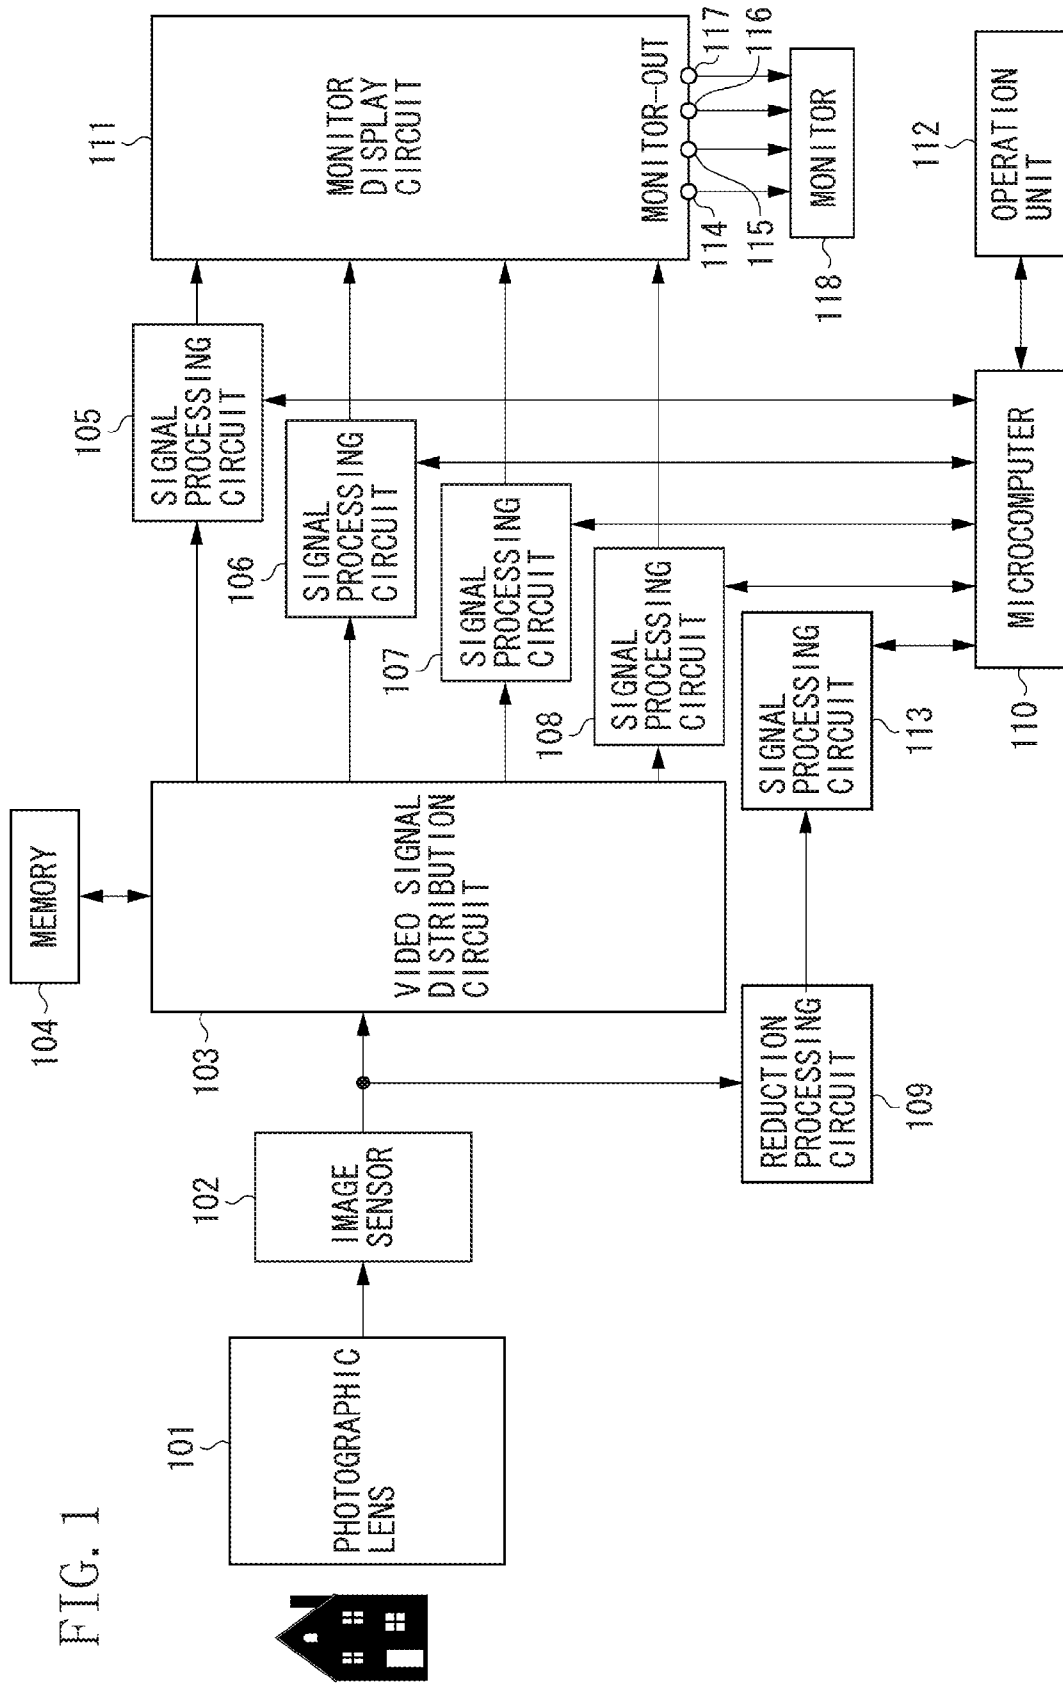 FIG. 1
101
PHOTOGRAPHIC
LENS
102
IMAGE
SENSOR
103
VIDEO SIGNAL
DISTRIBUTION
CIRCUIT
104
MEMORY
105
SIGNAL
PROCESSING
CIRCUIT
106
SIGNAL
PROCESSING
CIRCUIT
107
SIGNAL
PROCESSING
CIRCUIT
108
SIGNAL
PROCESSING
CIRCUIT
REDUCTION
PROCESSING
CIRCUIT
109
SIGNAL
PROCESSING
CIRCUIT
113
MICROCOMPUTER
110
111
MONITOR
DISPLAY
CIRCUIT
MONITOR-OUT
114
115
116
117
MONITOR
118
112
OPERATION
UNIT